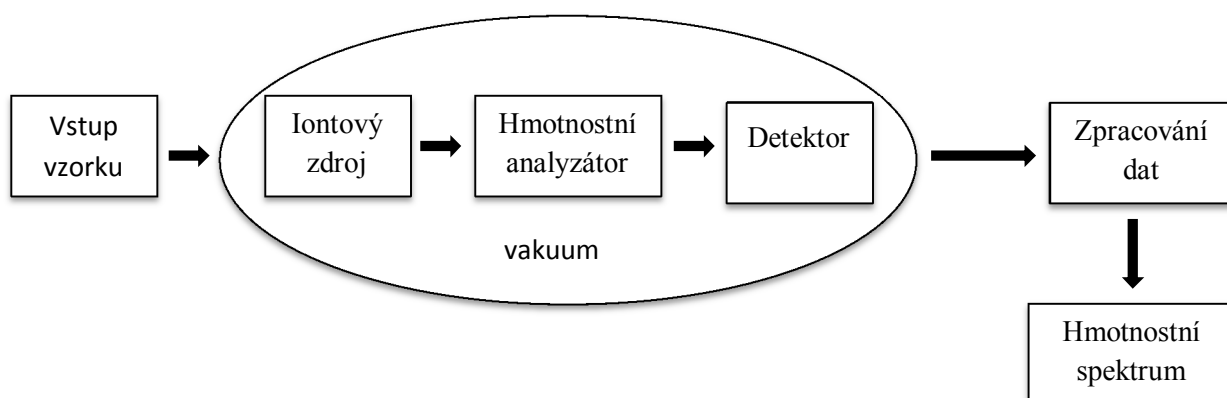 Vstup
vzorku
Iontový
zdroj
Hmotnostní
analyzátor
Detektor
vakuum
Zpracování
dat
Hmotnostní
spektrum